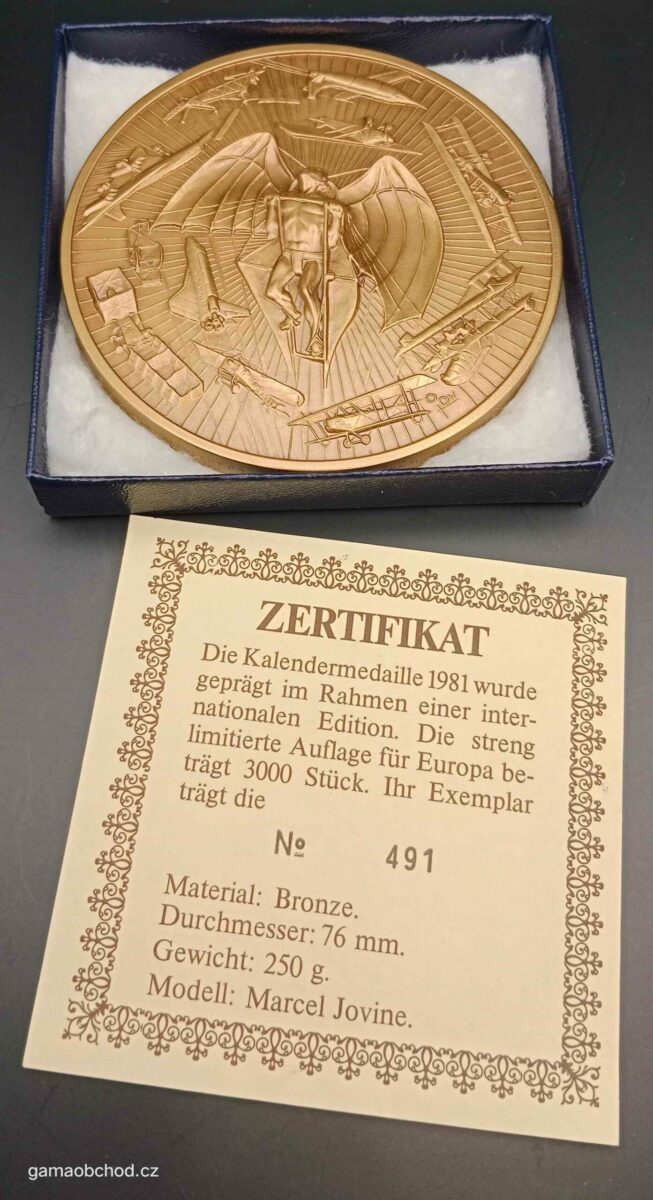 JOV
ZERTIFIKAT
Die Kalendermedaille 1981 wurde
geprägt im Rahmen einer inter-
nationalen Edition. Die streng
limitierte Auflage für Europa be-
trägt 3000 Stück. Ihr Exemplar
trägt die
№ 491
Material: Bronze.
Durchmesser: 76 mm.
Gewicht: 250 g.
Modell: Marcel Jovine.
gamaobchod.cz